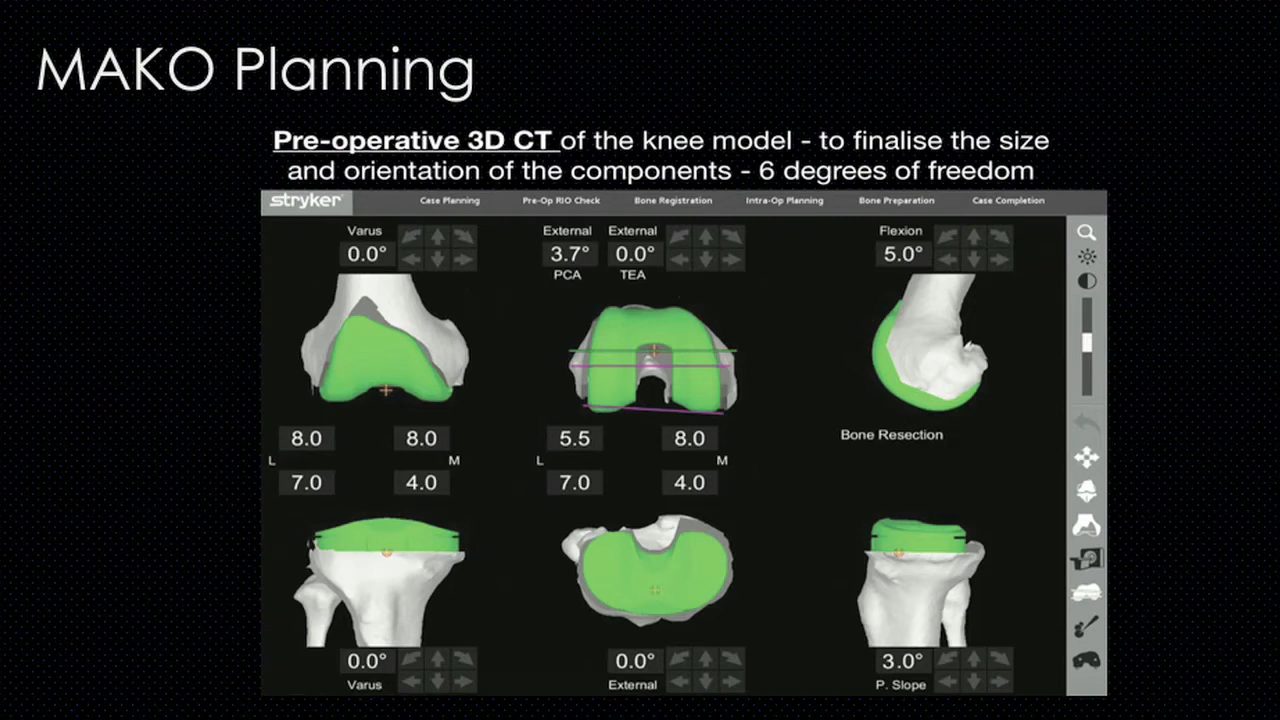 MAKO Planning
Pre-operative 3D CT of the knee model - to finalise the size
and orientation of the components - 6 degrees of freedom
stryker Case Planning Pre-Op RIO Check Bone Registration Intra-Op Planning Bone Preparation Case Completion
Varus External External Flexion
0.0° 3.7° 0.0° 5.0°
PCA TEA
8.0 8.0 5.5 8.0 Bone Resection
L M L M
7.0 4.0 7.0 4.0
0.0° 0.0° 3.0°
Varus External P. Slope